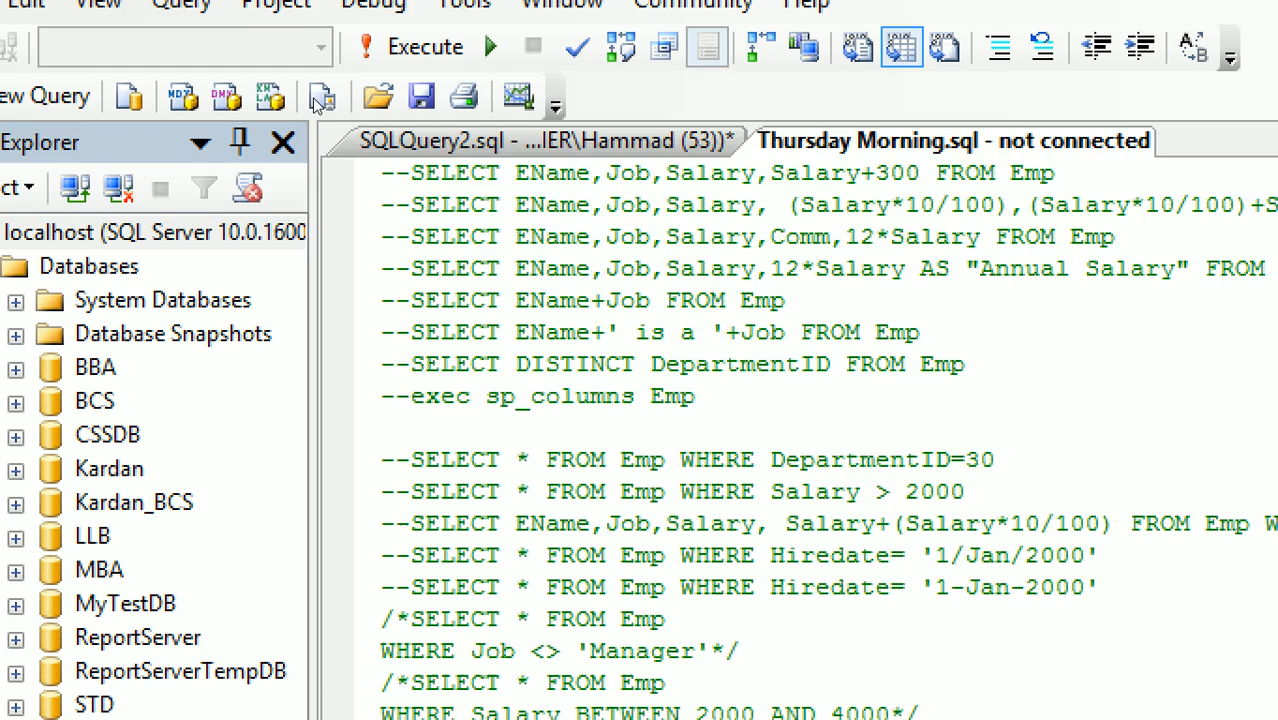 Edit View Query Project Debug Tools Window Community Help
Execute
ew Query
Explorer
SQLQuery2.sql - ...IER\Hammad (53))*
Thursday Morning.sql - not connected
ct
localhost (SQL Server 10.0.1600
Databases
System Databases
Database Snapshots
BBA
BCS
CSSDB
Kardan
Kardan_BCS
LLB
MBA
MyTestDB
ReportServer
ReportServerTempDB
STD
--SELECT EName,Job,Salary,Salary+300 FROM Emp
--SELECT EName,Job,Salary, (Salary*10/100),(Salary*10/100)+S
--SELECT EName,Job,Salary,Comm,12*Salary FROM Emp
--SELECT EName,Job,Salary,12*Salary AS "Annual Salary" FROM
--SELECT EName+Job FROM Emp
--SELECT EName+' is a '+Job FROM Emp
--SELECT DISTINCT DepartmentID FROM Emp
--exec sp_columns Emp
--SELECT * FROM Emp WHERE DepartmentID=30
--SELECT * FROM Emp WHERE Salary > 2000
--SELECT EName,Job,Salary, Salary+(Salary*10/100) FROM Emp W
--SELECT * FROM Emp WHERE Hiredate= '1/Jan/2000'
--SELECT * FROM Emp WHERE Hiredate= '1-Jan-2000'
/*SELECT * FROM Emp
WHERE Job <> 'Manager'*/
/*SELECT * FROM Emp
WHERE Salary BETWEEN 2000 AND 4000*/